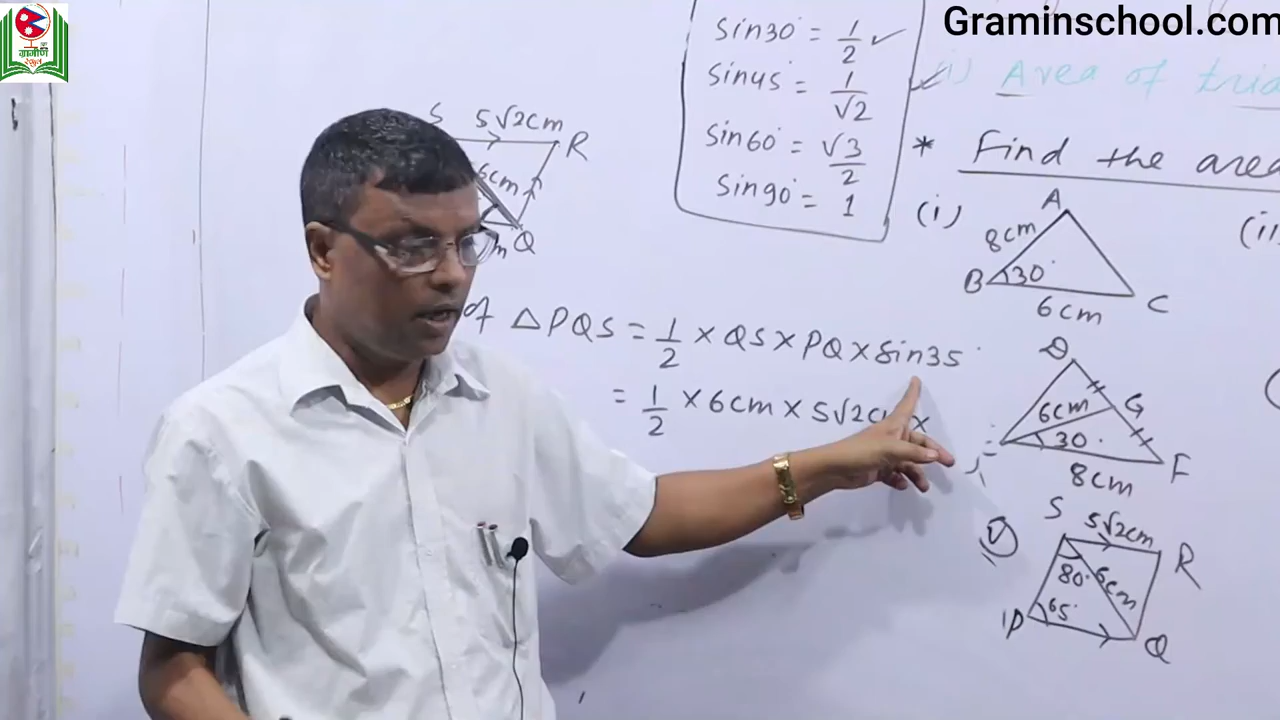 Graminschool.com
ग्रामीण
स्कूल
sin30° = 1/2 ✓
sin45° = 1/√2
sin60° = √3/2
sin90° = 1
(i) Area of
* Find the area
S 5√2cm R
6cm
Q
of △PQS = 1/2 × QS × PQ × Sin35°
= 1/2 × 6cm × 5√2cm ×
(i) A
8cm
B 30° C
6cm
(ii
D
6cm G
30° F
8cm
S 5√2cm R
80° 6cm
P 65° Q